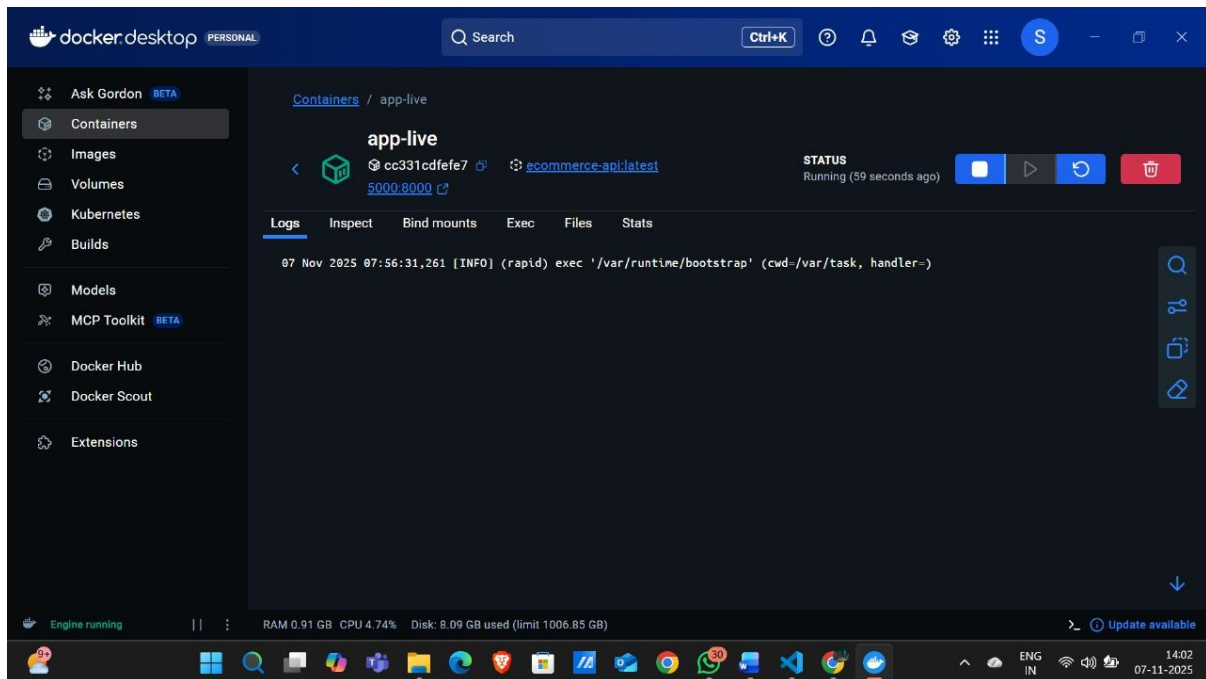 docker.desktop PERSONAL
Search
Ctrl+K
?
S
Ask Gordon BETA
Containers
Images
Volumes
Kubernetes
Builds
Models
MCP Toolkit BETA
Docker Hub
Docker Scout
Extensions
Containers / app-live
app-live
cc331cdfefe7 ecommerce-api:latest
5000:8000
STATUS
Running (59 seconds ago)
Logs Inspect Bind mounts Exec Files Stats
07 Nov 2025 07:56:31,261 [INFO] (rapid) exec '/var/runtime/bootstrap' (cwd=/var/task, handler=)
Engine running
RAM 0.91 GB CPU 4.74% Disk: 8.09 GB used (limit 1006.85 GB)
>_ Update available
9+
30
ENG
IN
14:02
07-11-2025